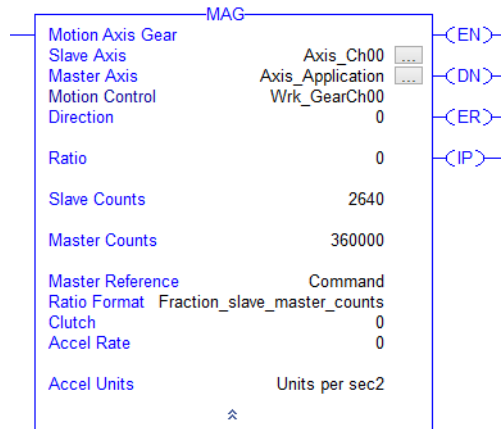 MAG
Motion Axis Gear
Slave Axis Axis_Ch00 ...
Master Axis Axis_Application ...
Motion Control Wrk_GearCh00
Direction 0
Ratio 0
Slave Counts 2640
Master Counts 360000
Master Reference Command
Ratio Format Fraction_slave_master_counts
Clutch 0
Accel Rate 0
Accel Units Units per sec2
EN
DN
ER
IP